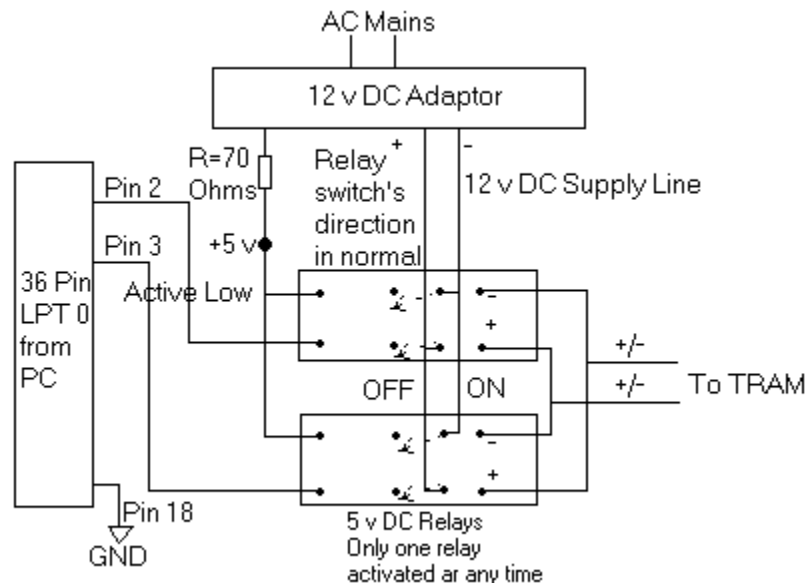 AC Mains
12 v DC Adaptor
R=70
Ohms
Relay
switch's
direction
in normal
+
-
12 v DC Supply Line
Pin 2
+5 v
Pin 3
36 Pin
LPT 0
from
PC
Active Low
-
+
+/-
+/-
To TRAM
OFF
ON
-
+
Pin 18
GND
5 v DC Relays
Only one relay
activated ar any time